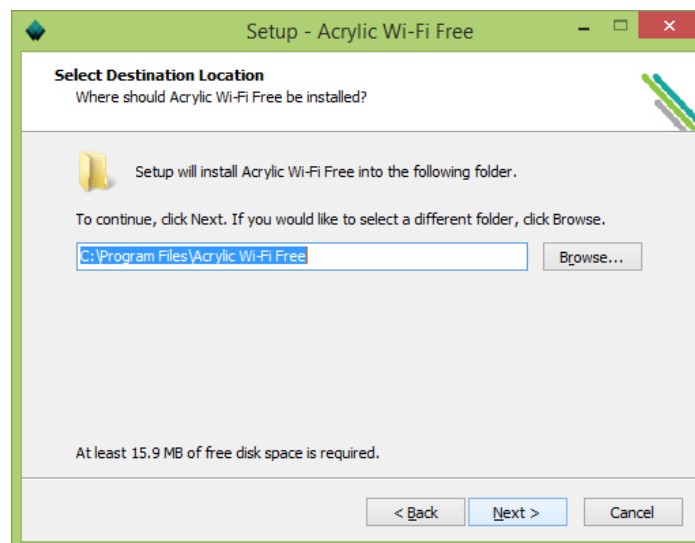 Setup - Acrylic Wi-Fi Free
Select Destination Location
Where should Acrylic Wi-Fi Free be installed?
Setup will install Acrylic Wi-Fi Free into the following folder.
To continue, click Next. If you would like to select a different folder, click Browse.
C:\Program Files\Acrylic Wi-Fi Free
Browse...
At least 15.9 MB of free disk space is required.
< Back
Next >
Cancel